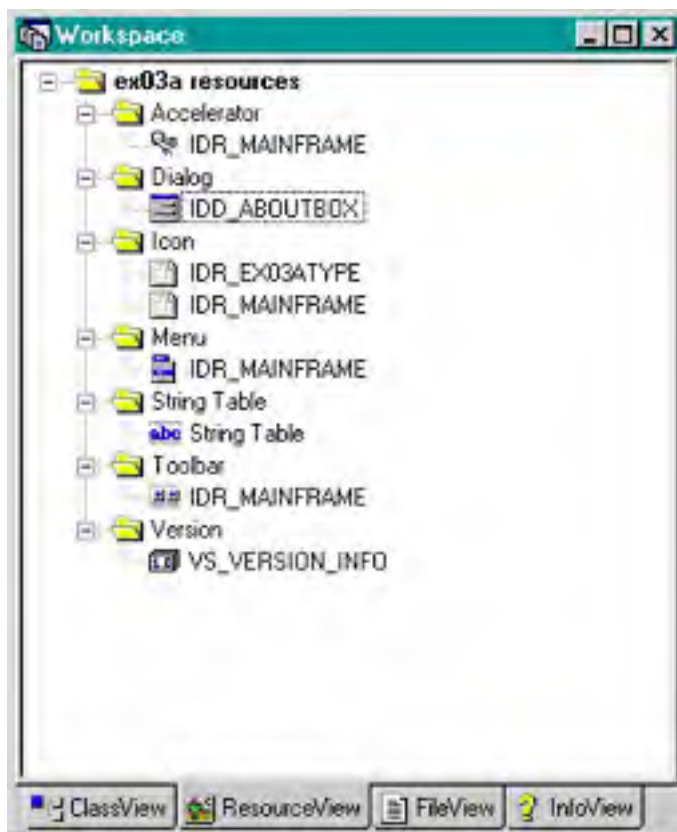 Workspace
ex03a resources
Accelerator
IDR_MAINFRAME
Dialog
IDD_ABOUTBOX
Icon
IDR_EX03ATYPE
IDR_MAINFRAME
Menu
IDR_MAINFRAME
String Table
abc String Table
Toolbar
IDR_MAINFRAME
Version
VS_VERSION_INFO
ClassView ResourceView FileView InfoView